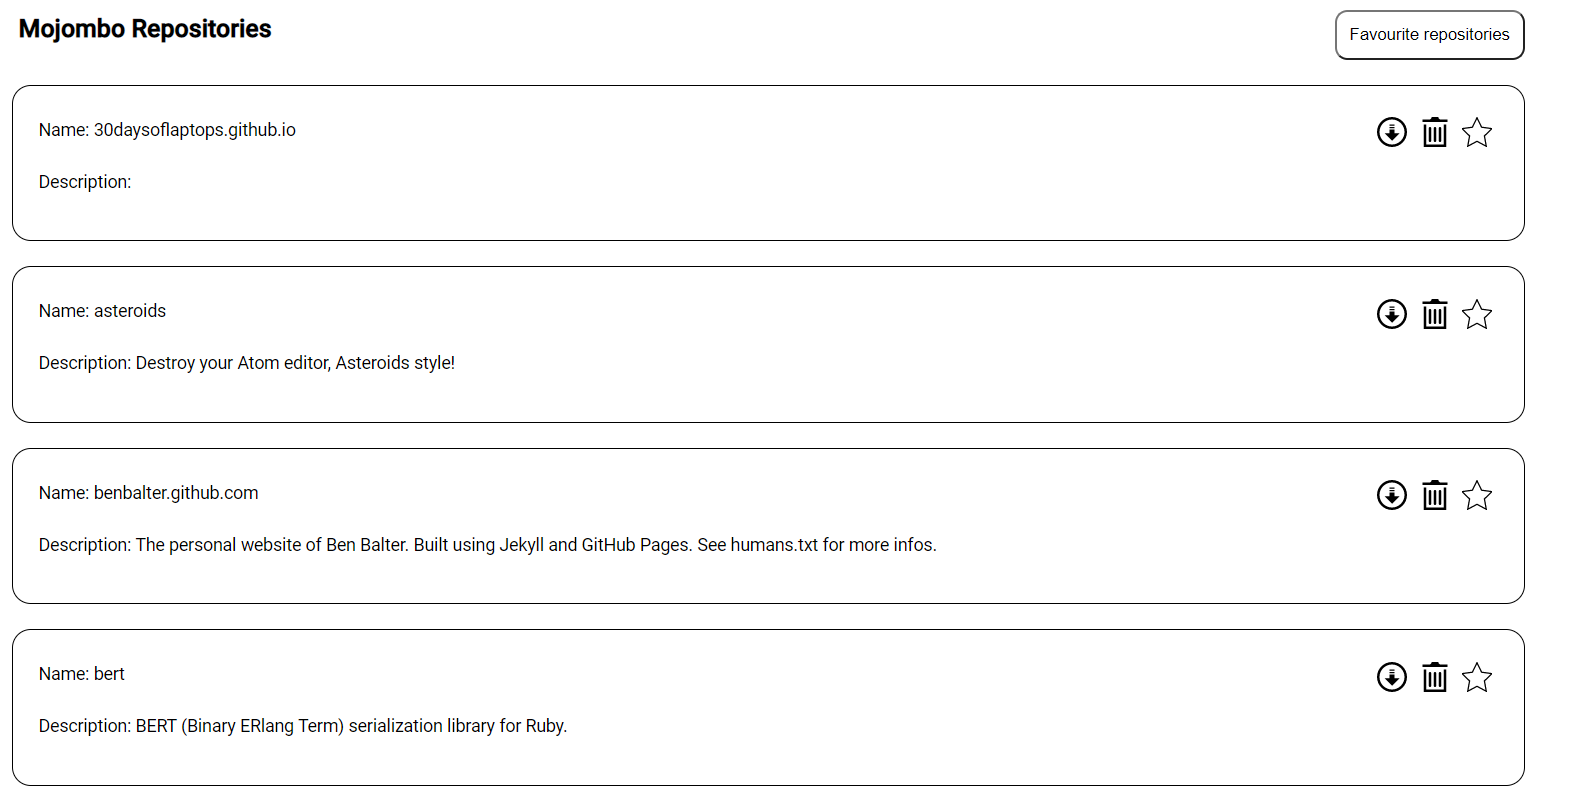 Mojombo Repositories
Favourite repositories
Name: 30daysoflaptops.github.io
Description:
Name: asteroids
Description: Destroy your Atom editor, Asteroids style!
Name: benbalter.github.com
Description: The personal website of Ben Balter. Built using Jekyll and GitHub Pages. See humans.txt for more infos.
Name: bert
Description: BERT (Binary ERlang Term) serialization library for Ruby.